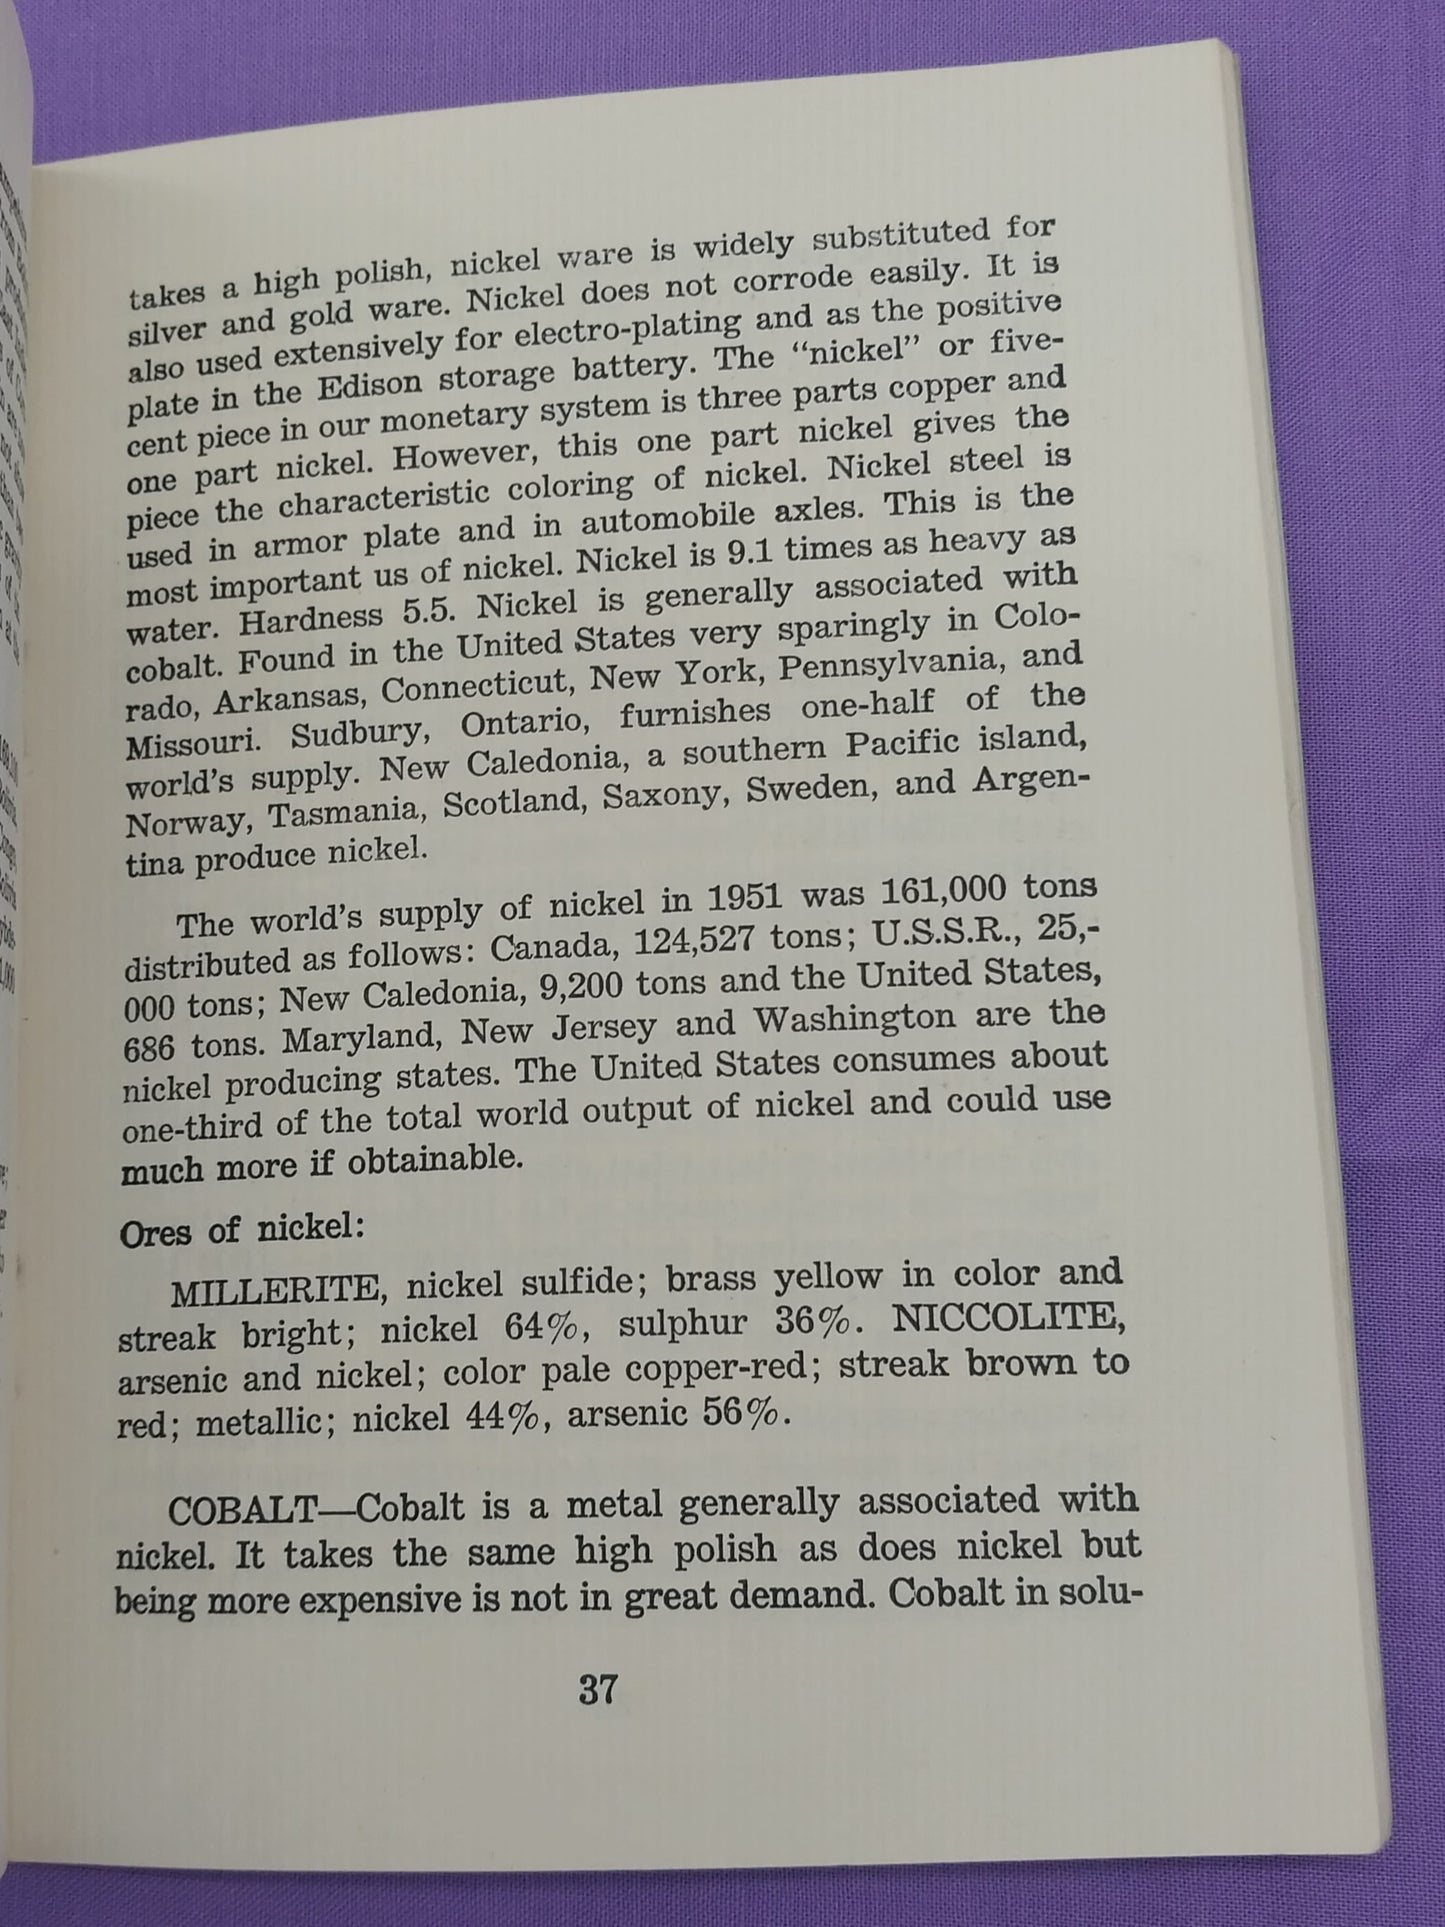 takes a high polish, nickel ware is widely substituted for
silver and gold ware. Nickel does not corrode easily. It is
also used extensively for electro-plating and as the positive
plate in the Edison storage battery. The “nickel” or five-
cent piece in our monetary system is three parts copper and
one part nickel. However, this one part nickel gives the
piece the characteristic coloring of nickel. Nickel steel is
used in armor plate and in automobile axles. This is the
most important us of nickel. Nickel is 9.1 times as heavy as
water. Hardness 5.5. Nickel is generally associated with
cobalt. Found in the United States very sparingly in Colo-
rado, Arkansas, Connecticut, New York, Pennsylvania, and
Missouri. Sudbury, Ontario, furnishes one-half of the
world’s supply. New Caledonia, a southern Pacific island,
Norway, Tasmania, Scotland, Saxony, Sweden, and Argen-
tina produce nickel.
The world’s supply of nickel in 1951 was 161,000 tons
distributed as follows: Canada, 124,527 tons; U.S.S.R., 25,-
000 tons; New Caledonia, 9,200 tons and the United States,
686 tons. Maryland, New Jersey and Washington are the
nickel producing states. The United States consumes about
one-third of the total world output of nickel and could use
much more if obtainable.
Ores of nickel:
MILLERITE, nickel sulfide; brass yellow in color and
streak bright; nickel 64%, sulphur 36%. NICCOLITE,
arsenic and nickel; color pale copper-red; streak brown to
red; metallic; nickel 44%, arsenic 56%.
COBALT—Cobalt is a metal generally associated with
nickel. It takes the same high polish as does nickel but
being more expensive is not in great demand. Cobalt in solu-
37